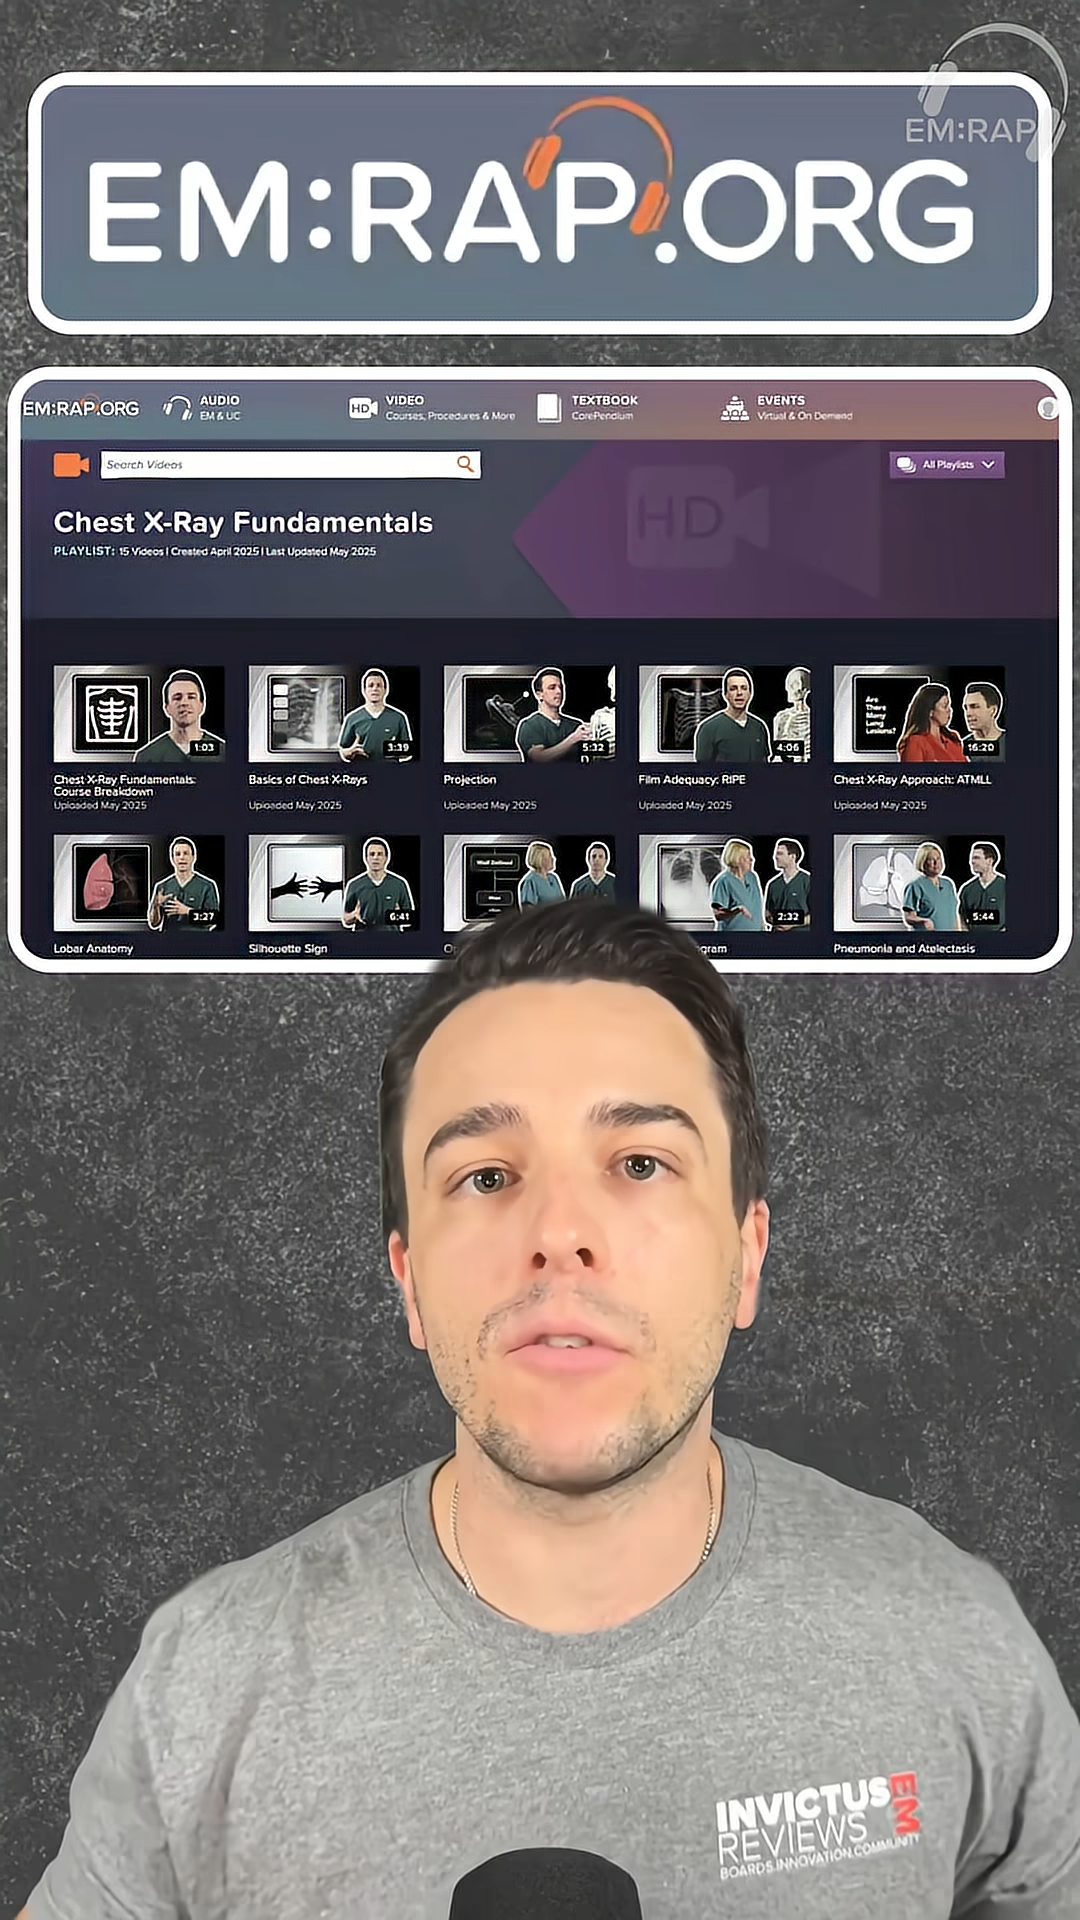 EM:RAP
EM:RAP.ORG
EM:RAP.ORG
AUDIO
EM & UC
HD
VIDEO
Courses, Procedures & More
TEXTBOOK
CorePendium
EVENTS
Virtual & On Demand
Search Videos
All Playlists
HD
Chest X-Ray Fundamentals
PLAYLIST: 15 Videos | Created April 2025 | Last Updated May 2025
1:03
3:39
5:32
4:06
Are
There
Many
Lung
Lesions?
16:20
Chest X-Ray Fundamentals:
Course Breakdown
Uploaded May 2025
Basics of Chest X-Rays
Uploaded May 2025
Projection
Uploaded May 2025
Film Adequacy: RIPE
Uploaded May 2025
Chest X-Ray Approach: ATMLL
Uploaded May 2025
3:27
6:41
Well Defined
2:32
5:44
Lobar Anatomy
Silhouette Sign
Pneumonia and Atelectasis
INVICTUS EM
REVIEWS
BOARDS.INNOVATION.COMMUNITY